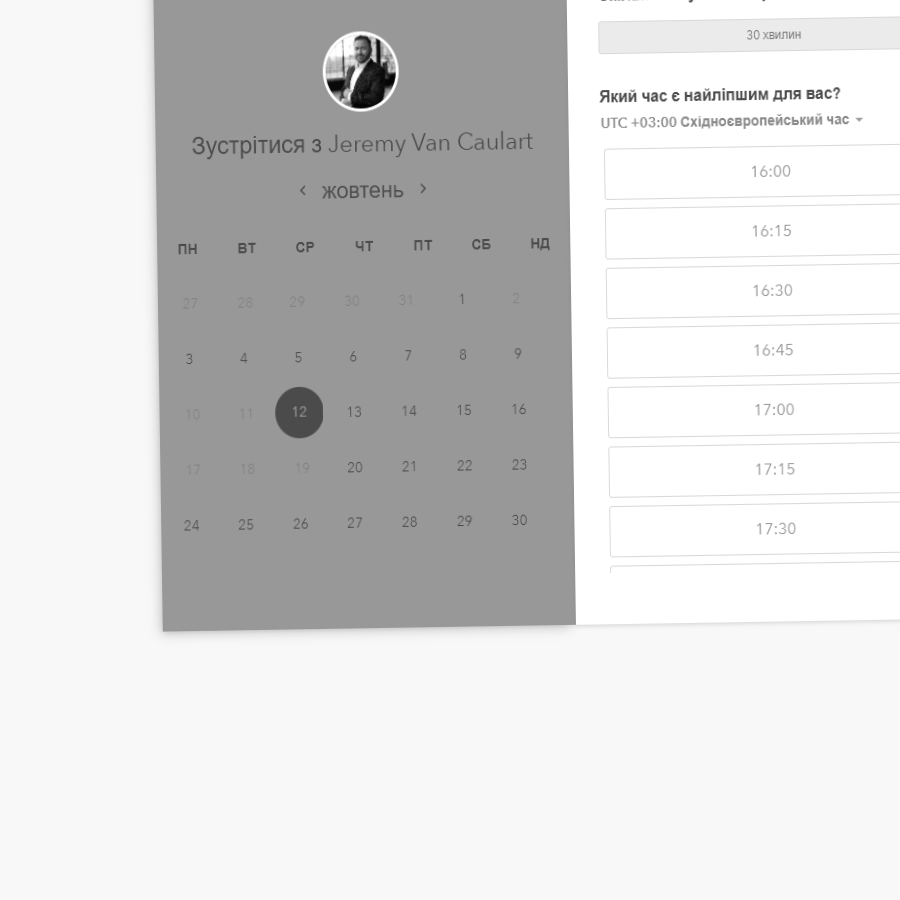 Зустрітися з Jeremy Van Caulart
‹ жовтень ›
ПН ВТ СР ЧТ ПТ СБ НД
27 28 29 30 31 1 2
3 4 5 6 7 8 9
10 11 12 13 14 15 16
17 18 19 20 21 22 23
24 25 26 27 28 29 30
30 хвилин
Який час є найліпшим для вас?
UTC +03:00 Східноєвропейський час
16:00
16:15
16:30
16:45
17:00
17:15
17:30